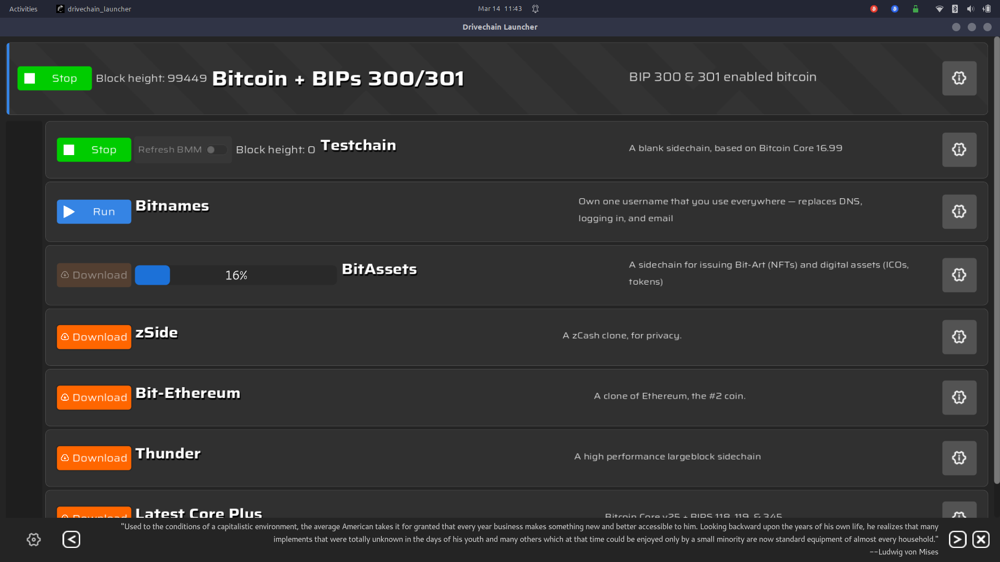 Activities
drivechain_launcher
Mar 14 11:43
Drivechain Launcher
Stop
Block height: 99449
Bitcoin + BIPs 300/301
BIP 300 & 301 enabled bitcoin
Stop
Refresh BMM
Block height: 0
Testchain
A blank sidechain, based on Bitcoin Core 16.99
Run
Bitnames
Own one username that you use everywhere — replaces DNS,
logging in, and email
Download
16%
BitAssets
A sidechain for issuing Bit-Art (NFTs) and digital assets (ICOs,
tokens)
Download
zSide
A zCash clone, for privacy.
Download
Bit-Ethereum
A clone of Ethereum, the #2 coin.
Download
Thunder
A high performance largeblock sidechain
Download
Latest Core Plus
Bitcoin Core v25 + BIPS 118, 119, & 345
"Used to the conditions of a capitalistic environment, the average American takes it for granted that every year business makes something new and better accessible to him. Looking backward upon the years of his own life, he realizes that many
implements that were totally unknown in the days of his youth and many others which at that time could be enjoyed only by a small minority are now standard equipment of almost every household."
--Ludwig von Mises